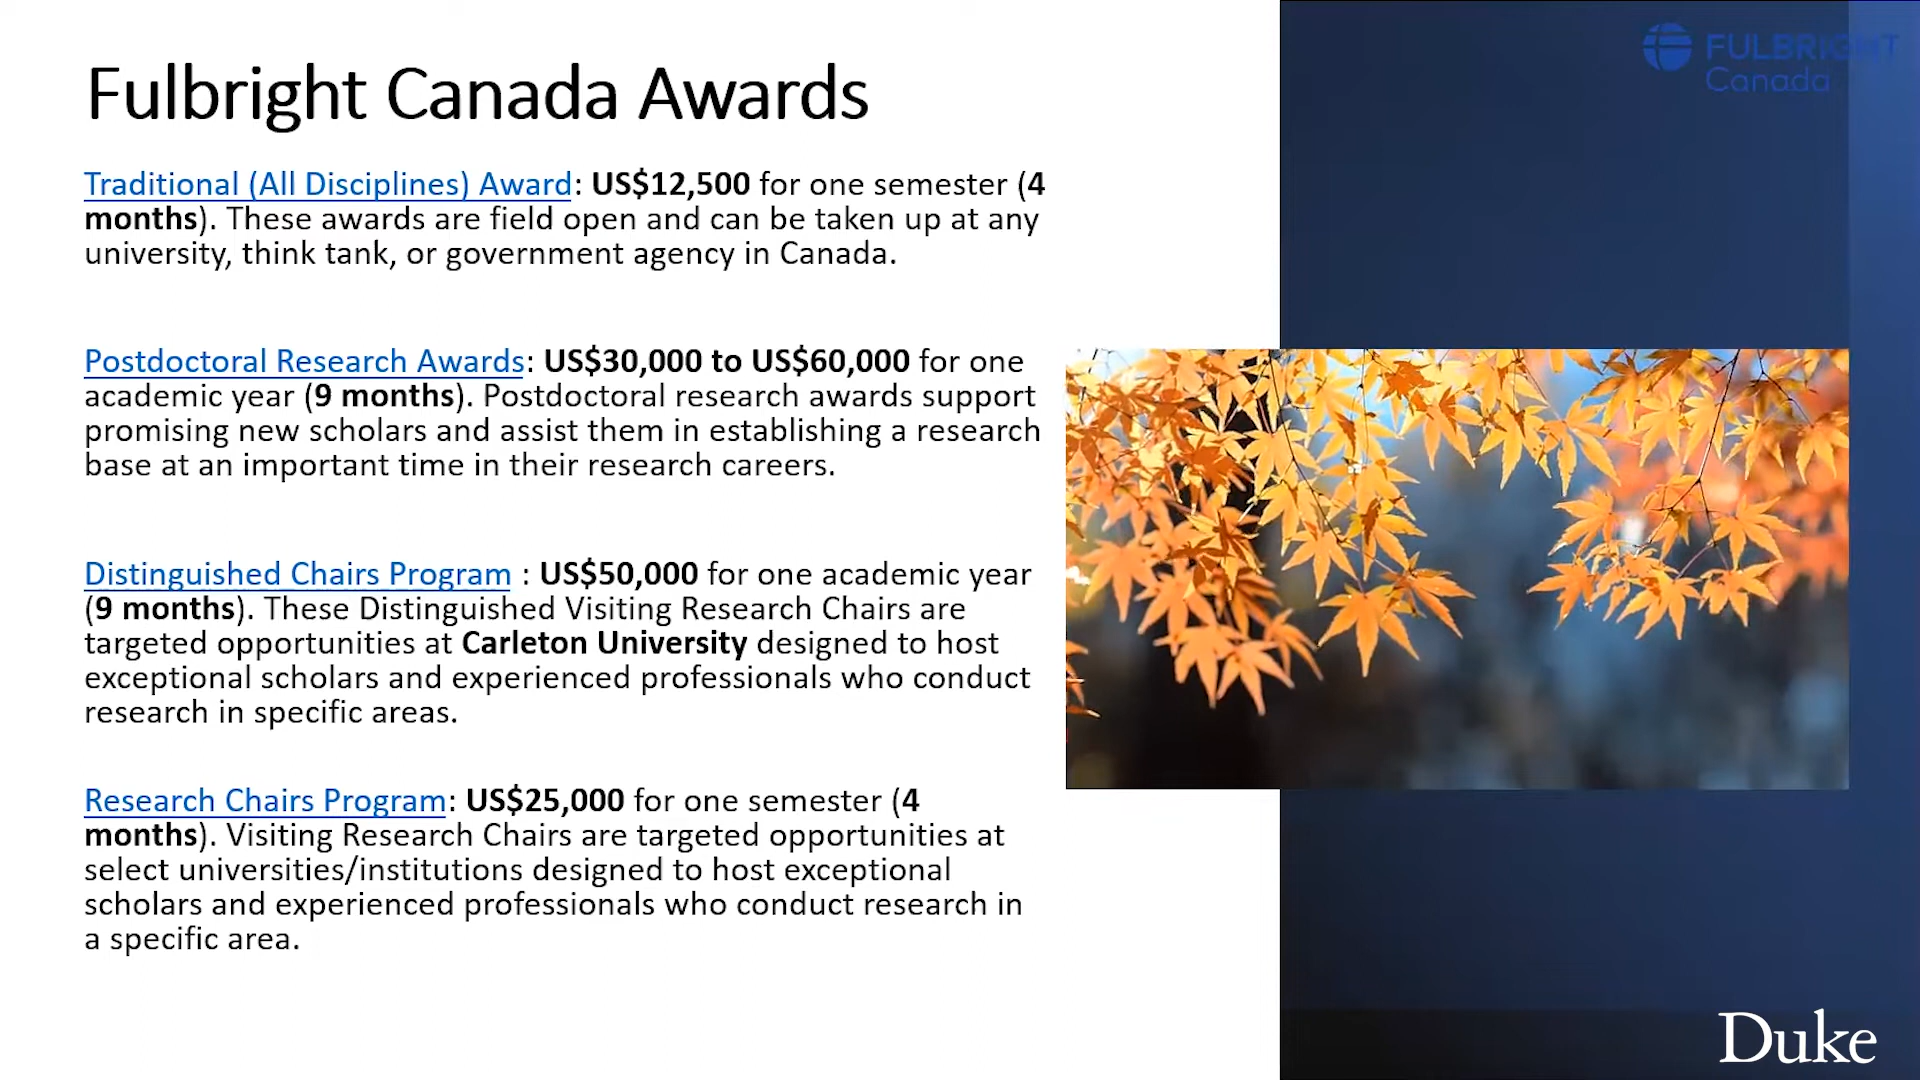 Fulbright Canada Awards
Traditional (All Disciplines) Award: US$12,500 for one semester (4
months). These awards are field open and can be taken up at any
university, think tank, or government agency in Canada.
Postdoctoral Research Awards: US$30,000 to US$60,000 for one
academic year (9 months). Postdoctoral research awards support
promising new scholars and assist them in establishing a research
base at an important time in their research careers.
Distinguished Chairs Program : US$50,000 for one academic year
(9 months). These Distinguished Visiting Research Chairs are
targeted opportunities at Carleton University designed to host
exceptional scholars and experienced professionals who conduct
research in specific areas.
Research Chairs Program: US$25,000 for one semester (4
months). Visiting Research Chairs are targeted opportunities at
select universities/institutions designed to host exceptional
scholars and experienced professionals who conduct research in
a specific area.
FULBRIGHT
Canada
Duke